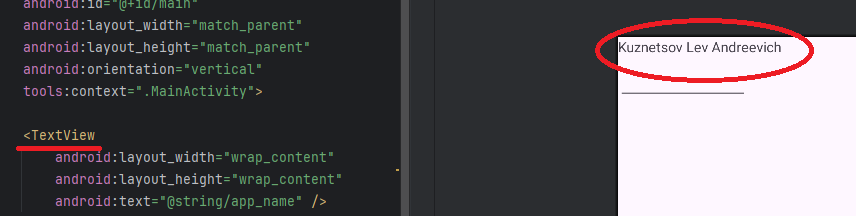 android:id="@+id/main"
android:layout_width="match_parent"
android:layout_height="match_parent"
android:orientation="vertical"
tools:context=".MainActivity">
<TextView
android:layout_width="wrap_content"
android:layout_height="wrap_content"
android:text="@string/app_name" />
Kuznetsov Lev Andreevich